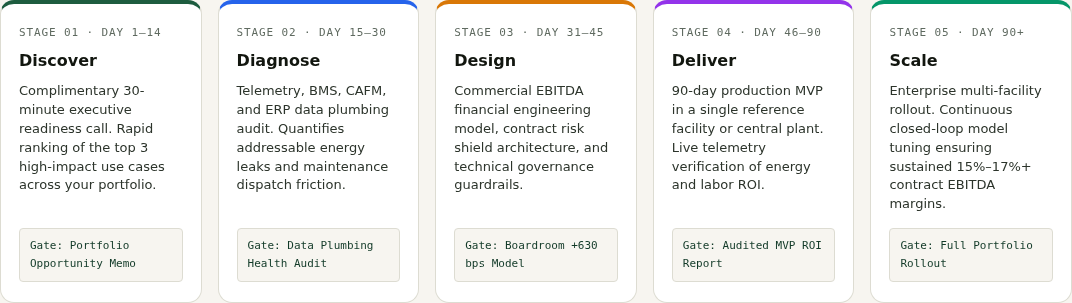 STAGE 01 · DAY 1–14
Discover
Complimentary 30-
minute executive
readiness call. Rapid
ranking of the top 3
high-impact use cases
across your portfolio.
Gate: Portfolio
Opportunity Memo
STAGE 02 · DAY 15–30
Diagnose
Telemetry, BMS, CAFM,
and ERP data plumbing
audit. Quantifies
addressable energy
leaks and maintenance
dispatch friction.
Gate: Data Plumbing
Health Audit
STAGE 03 · DAY 31–45
Design
Commercial EBITDA
financial engineering
model, contract risk
shield architecture, and
technical governance
guardrails.
Gate: Boardroom +630
bps Model
STAGE 04 · DAY 46–90
Deliver
90-day production MVP
in a single reference
facility or central plant.
Live telemetry
verification of energy
and labor ROI.
Gate: Audited MVP ROI
Report
STAGE 05 · DAY 90+
Scale
Enterprise multi-facility
rollout. Continuous
closed-loop model
tuning ensuring
sustained 15%–17%+
contract EBITDA
margins.
Gate: Full Portfolio
Rollout